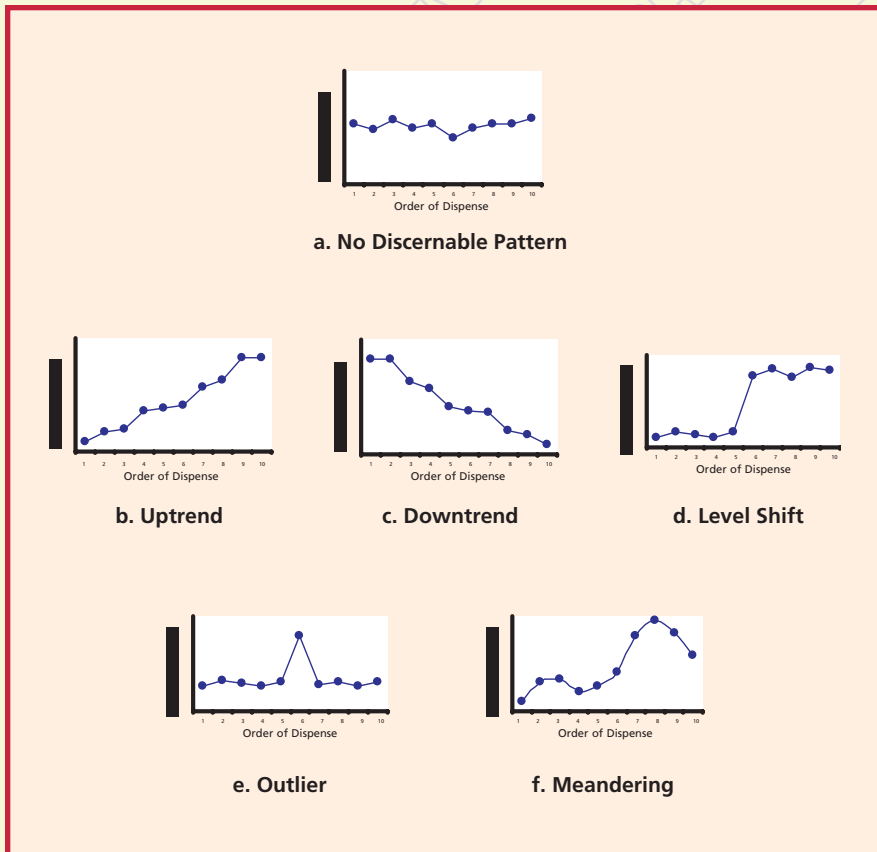 1 2 3 4 5 6 7 8 9 10
Order of Dispense
a. No Discernable Pattern
1 2 3 4 5 6 7 8 9 10
Order of Dispense
b. Uptrend
1 2 3 4 5 6 7 8 9 10
Order of Dispense
c. Downtrend
1 2 3 4 5 6 7 8 9 10
Order of Dispense
d. Level Shift
1 2 3 4 5 6 7 8 9 10
Order of Dispense
e. Outlier
1 2 3 4 5 6 7 8 9 10
Order of Dispense
f. Meandering